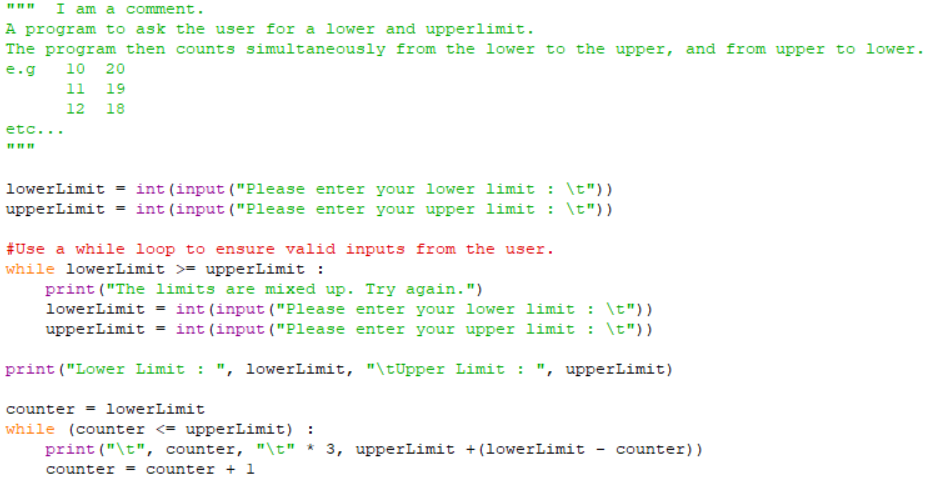 """  I am a comment.
A program to ask the user for a lower and upperlimit.
The program then counts simultaneously from the lower to the upper, and from upper to lower.
e.g   10  20
      11  19
      12  18
etc...
"""
lowerLimit = int(input("Please enter your lower limit : \t"))
upperLimit = int(input("Please enter your upper limit : \t"))
#Use a while loop to ensure valid inputs from the user.
while lowerLimit >= upperLimit :
    print("The limits are mixed up. Try again.")
    lowerLimit = int(input("Please enter your lower limit : \t"))
    upperLimit = int(input("Please enter your upper limit : \t"))
print("Lower Limit : ", lowerLimit, "\tUpper Limit : ", upperLimit)
counter = lowerLimit
while (counter <= upperLimit) :
    print("\t", counter, "\t" * 3, upperLimit +(lowerLimit - counter))
    counter = counter + 1